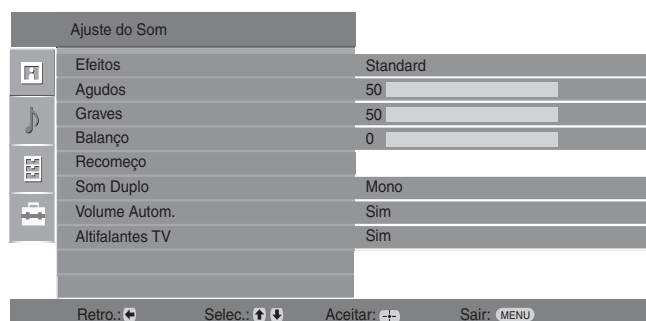 Ajuste do Som
Efeitos Standard
Agudos 50
Graves 50
Balanço 0
Recomeço
Som Duplo Mono
Volume Autom. Sim
Altifalantes TV Sim
Retro.: Selec.: Aceitar: Sair: MENU